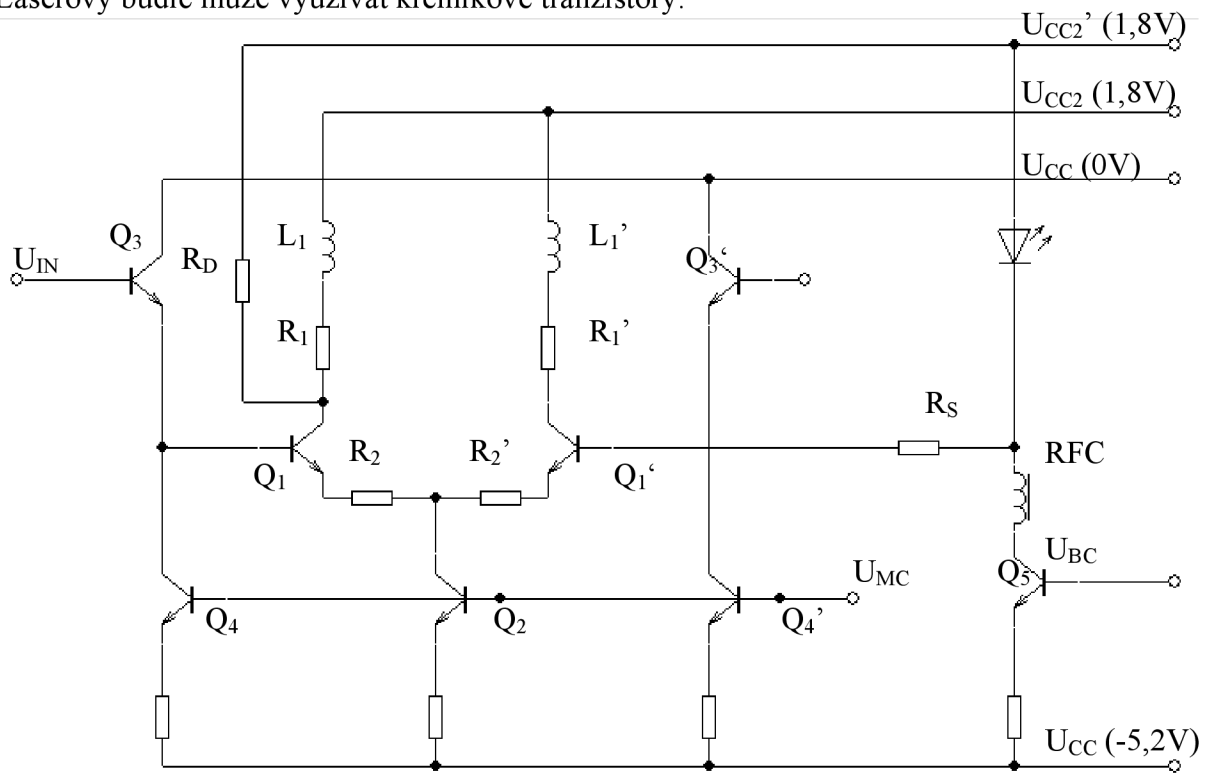 Laserový budič může využívat křemíkové tranzistory.
UCC2’ (1,8V)
UCC2 (1,8V)
UCC (0V)
Q3
UIN
RD
L1
L1’
Q3‘
R1
R1’
RS
R2
R2’
RFC
Q1
Q1‘
UBC
UMC
Q5
Q4
Q2
Q4’
UCC (-5,2V)